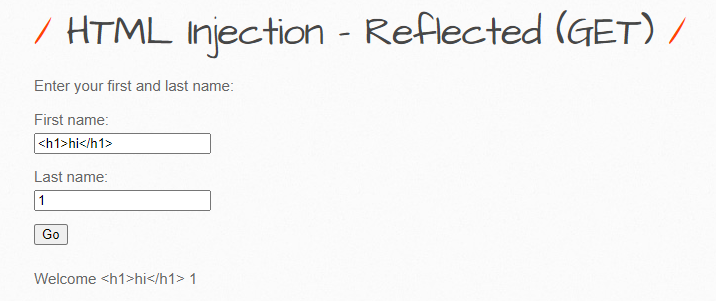 / HTML Injection - Reflected (GET) /
Enter your first and last name:
First name:
<h1>hi</h1>
Last name:
1
Go
Welcome <h1>hi</h1> 1